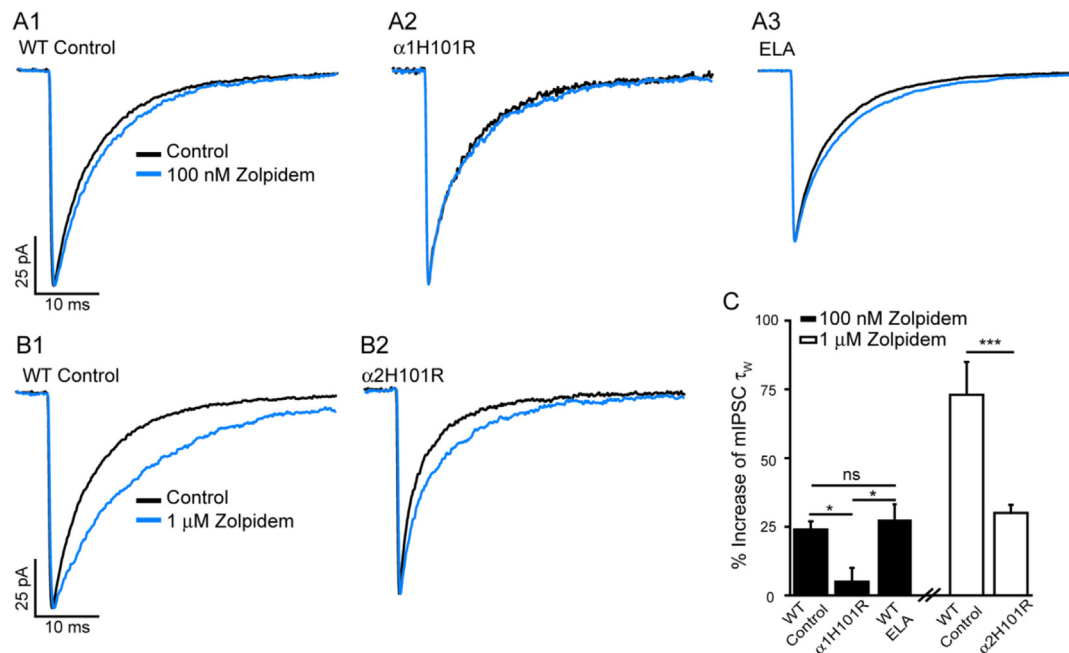 A1
WT Control
Control
100 nM Zolpidem
25 pA
10 ms
A2
α1H101R
A3
ELA
B1
WT Control
Control
1 μM Zolpidem
25 pA
10 ms
B2
α2H101R
C
100 nM Zolpidem
1 μM Zolpidem
% Increase of mIPSC τw
100
75
50
25
0
ns
*
*
***
WT
Control
α1H101R
WT
ELA
WT
Control
α2H101R